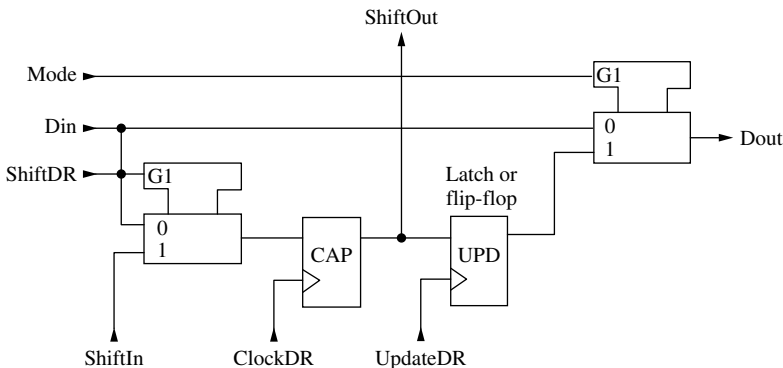 ShiftOut
Mode
G1
Din
0
Dout
1
ShiftDR
G1
Latch or
flip-flop
0
1
CAP
UPD
ShiftIn
ClockDR
UpdateDR